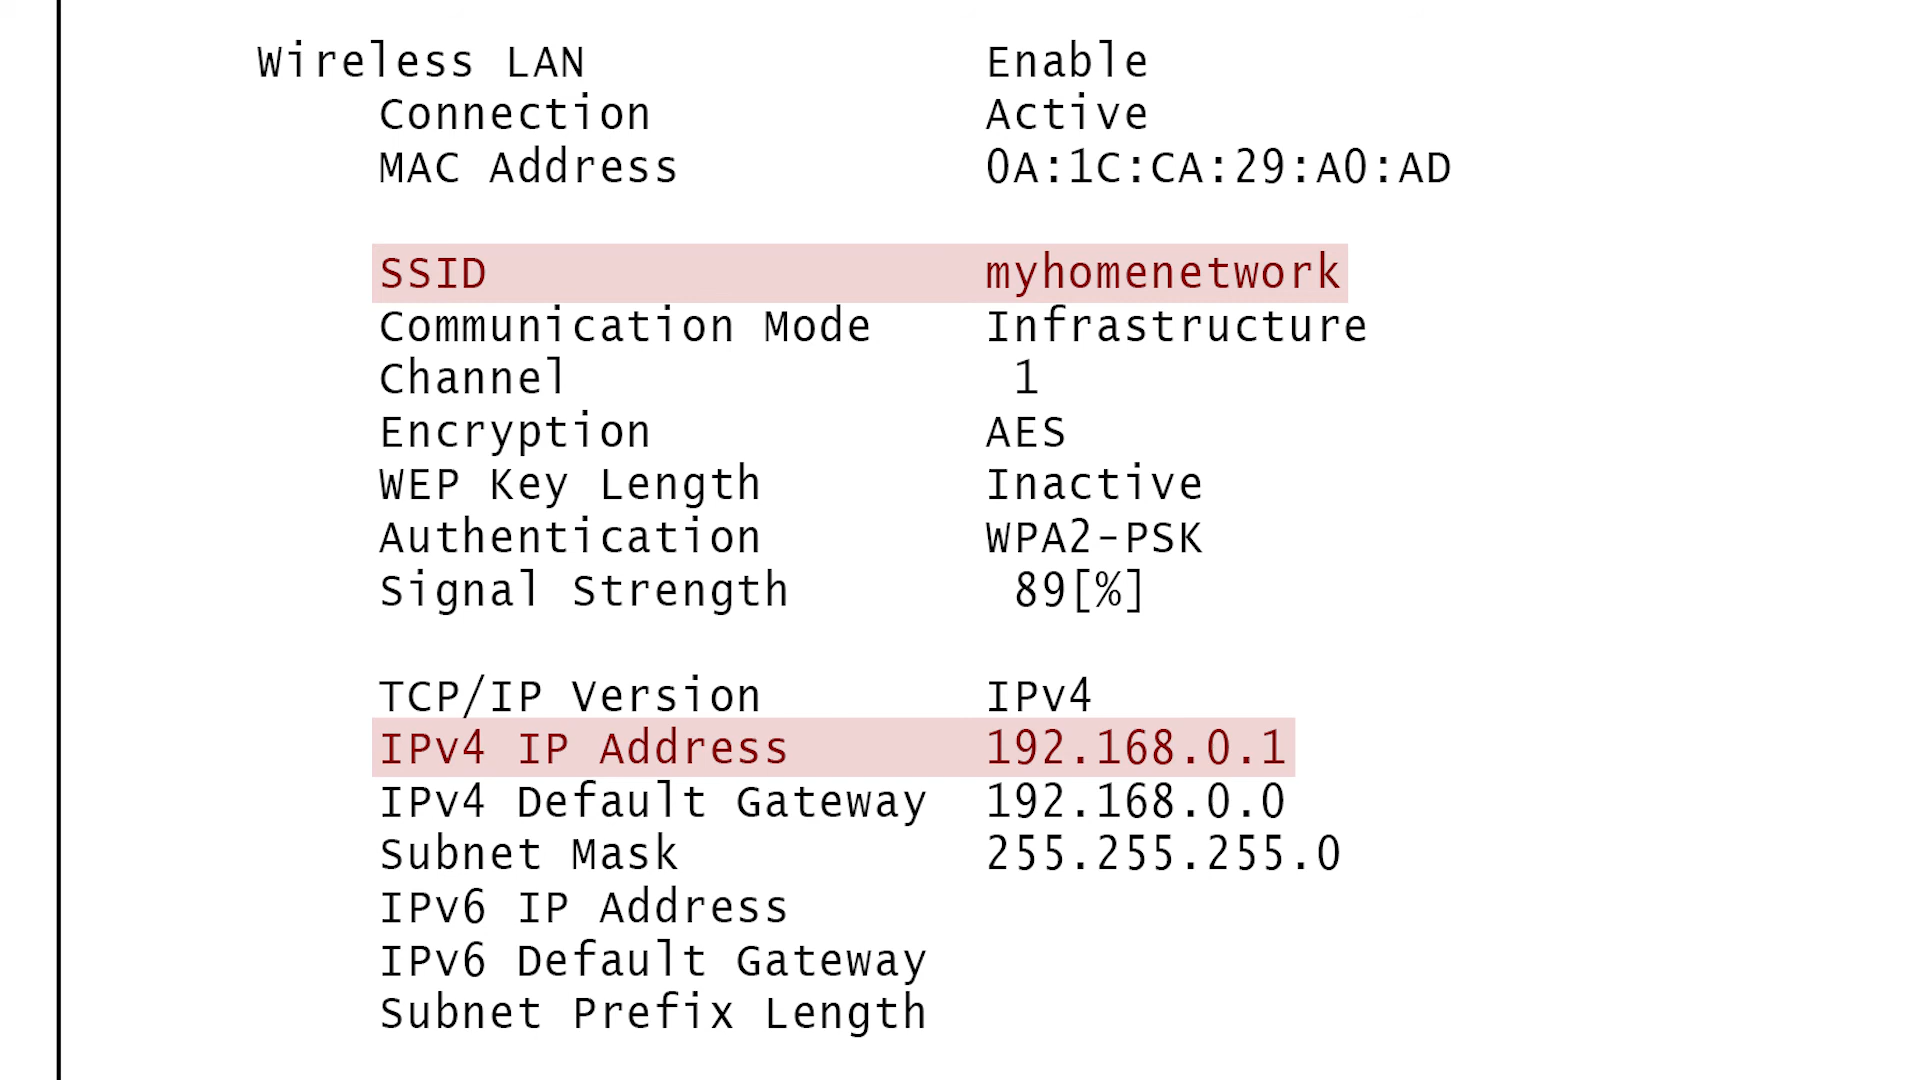 Wireless LAN Enable
Connection Active
MAC Address 0A:1C:CA:29:A0:AD
SSID myhomenetwork
Communication Mode Infrastructure
Channel 1
Encryption AES
WEP Key Length Inactive
Authentication WPA2-PSK
Signal Strength 89[%]
TCP/IP Version IPv4
IPv4 IP Address 192.168.0.1
IPv4 Default Gateway 192.168.0.0
Subnet Mask 255.255.255.0
IPv6 IP Address
IPv6 Default Gateway
Subnet Prefix Length